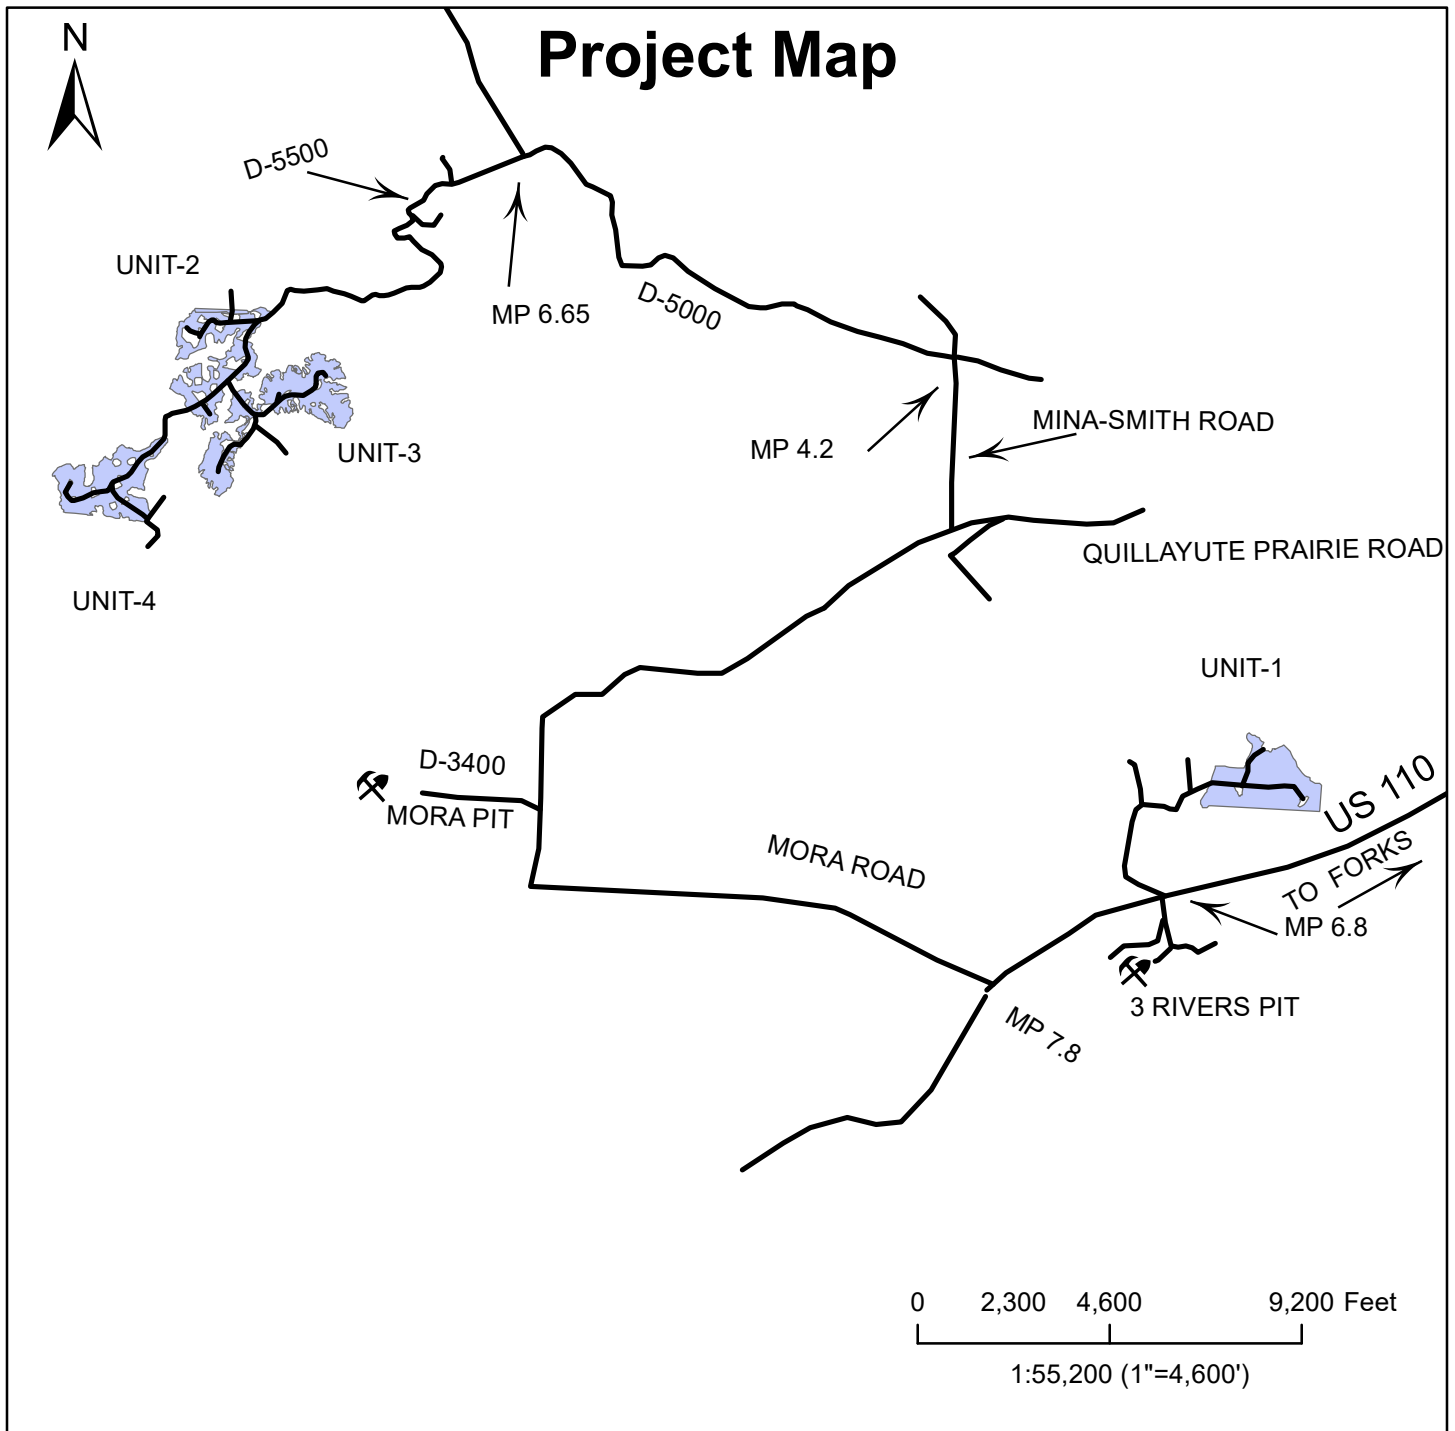 N
Project Map
D-5500
UNIT-2
MP 6.65
D-5000
MINA-SMITH ROAD
MP 4.2
UNIT-3
QUILLAYUTE PRAIRIE ROAD
UNIT-4
UNIT-1
D-3400
MORA PIT
US 110
MORA ROAD
TO FORKS
MP 6.8
3 RIVERS PIT
MP 7.8
0 2,300 4,600 9,200 Feet
1:55,200 (1"=4,600')